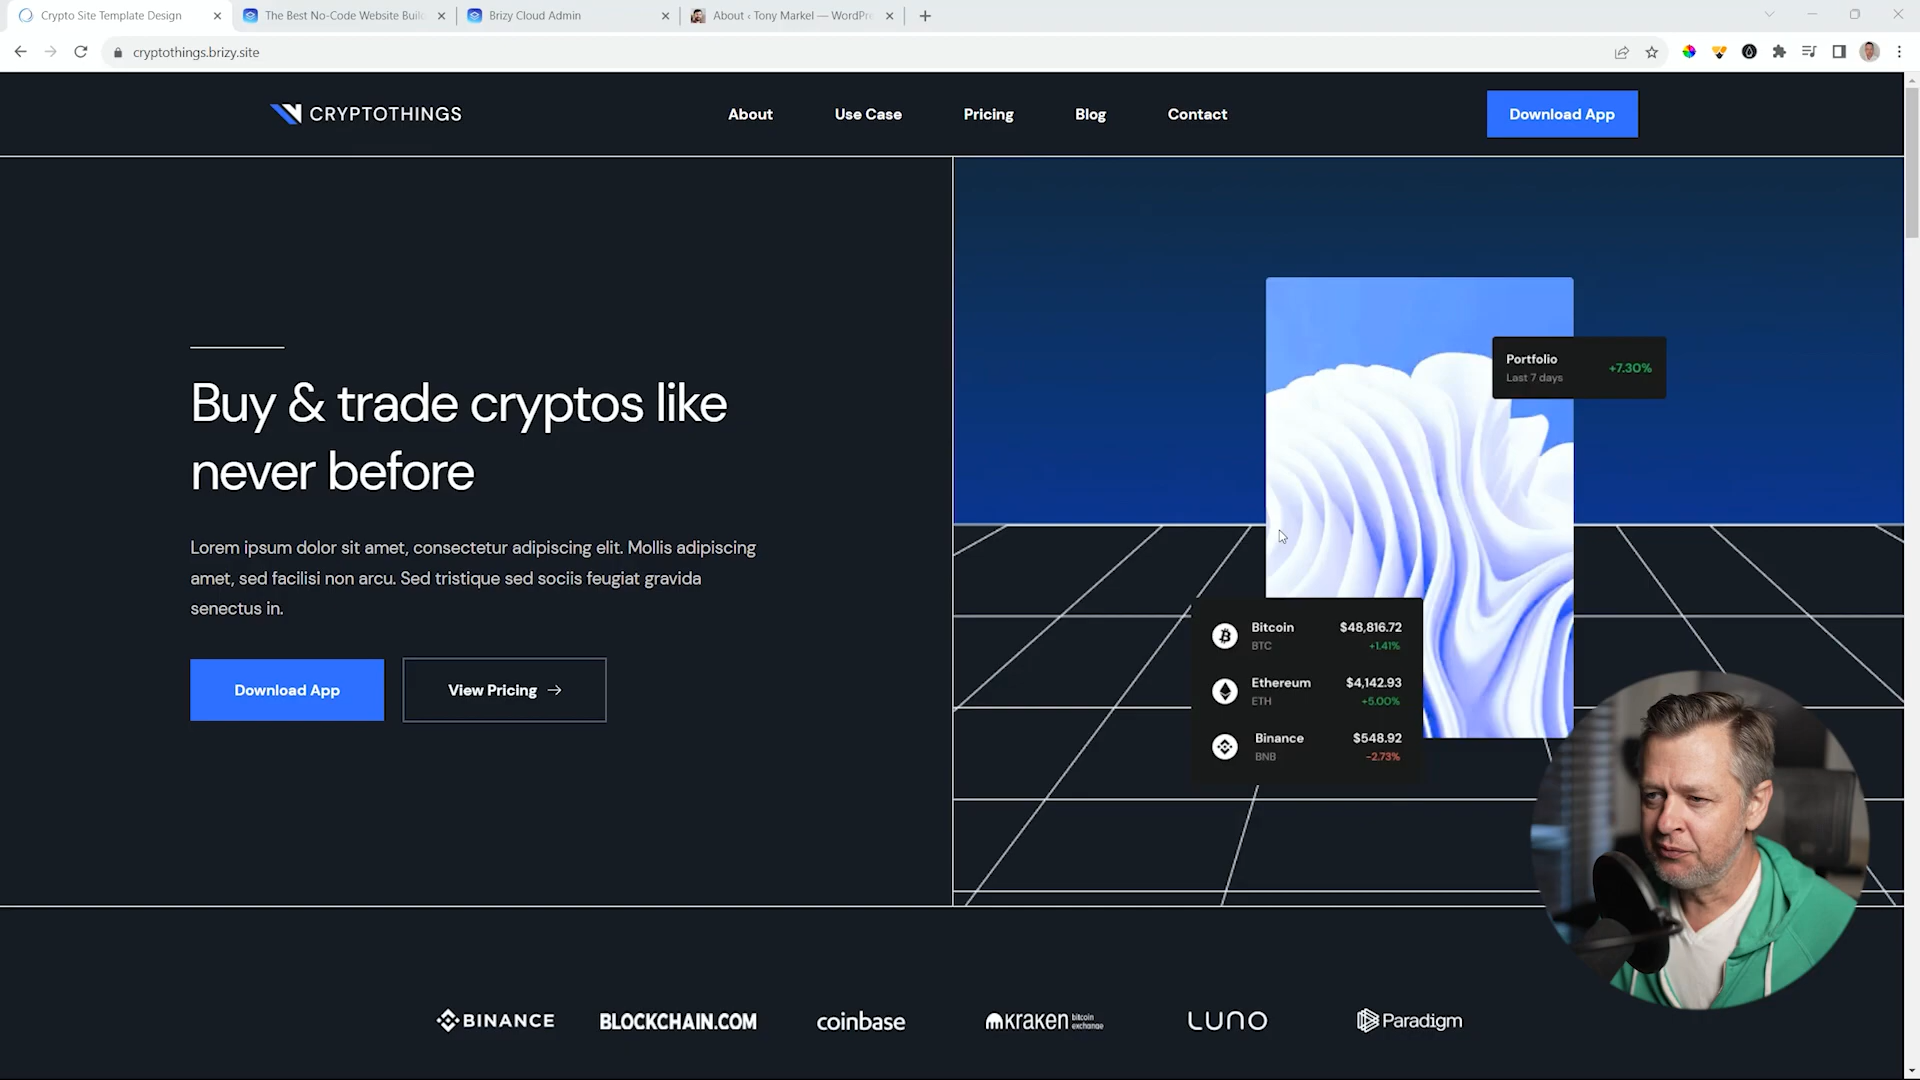 Crypto Site Template Design
The Best No-Code Website Buil
Brizy Cloud Admin
About ‹ Tony Markel — WordPr
cryptothings.brizy.site
CRYPTOTHINGS
About
Use Case
Pricing
Blog
Contact
Download App
Buy & trade cryptos like
never before
Lorem ipsum dolor sit amet, consectetur adipiscing elit. Mollis adipiscing
amet, sed facilisi non arcu. Sed tristique sed sociis feugiat gravida
senectus in.
Download App
View Pricing →
Portfolio
Last 7 days
+7.30%
Bitcoin $48,816.72
BTC +1.41%
Ethereum $4,142.93
ETH +5.00%
Binance $548.92
BNB -2.73%
BINANCE
BLOCKCHAIN.COM
coinbase
kraken bitcoin exchange
LUNO
Paradigm